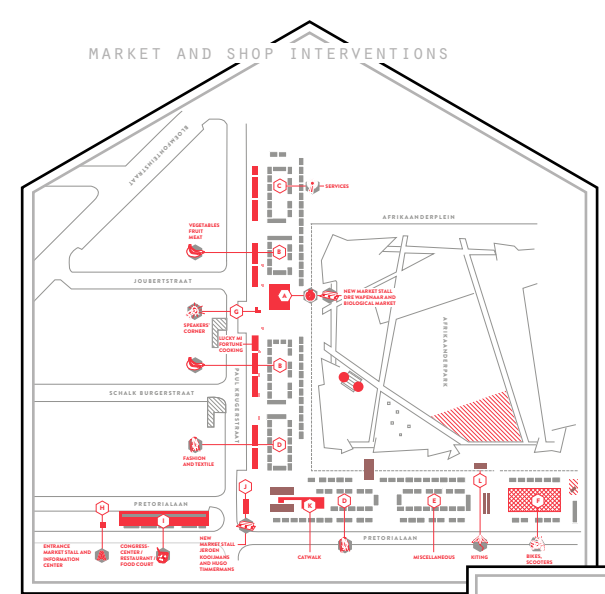 MARKET AND SHOP INTERVENTIONS
BLOEMFONTEINSTRAAT
C
SERVICES
AFRIKAANDERPLEIN
VEGETABLES
FRUIT
MEAT
B
JOUBERTSTRAAT
A
NEW MARKET STALL
DRE WAPENAAR AND
BIOLOGICAL MARKET
G
SPEAKERS'
CORNER
LUCKY MI
FORTUNE
COOKING
AFRIKAANDERPARK
B
PAUL KRUGERSTRAAT
SCHALK BURGERSTRAAT
D
FASHION
AND TEXTILE
L
J
H
PRETORIALAAN
I
K
D
E
F
PRETORIALAAN
ENTRANCE
MARKET STALL AND
INFORMATION
CENTER
CONGRESS-
CENTER /
RESTAURANT /
FOOD COURT
NEW
MARKET STALL
JEROEN
KOOIJMANS
AND HUGO
TIMMERMANS
CATWALK
MISCELLANEOUS
KITING
BIKES,
SCOOTERS